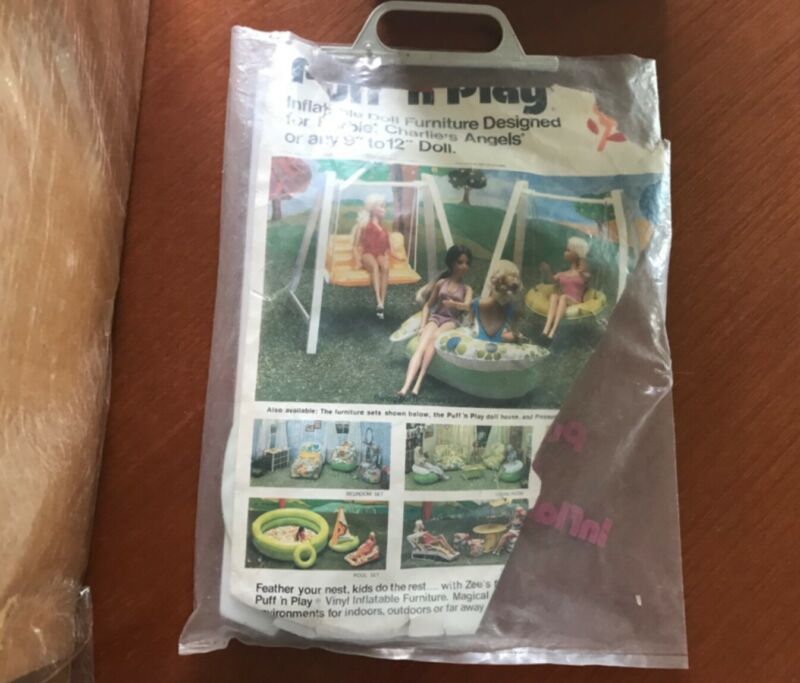 Puff 'n Play
Inflatable Doll Furniture Designed
for Barbie® Charlie's Angels®
or any 9" to 12" Doll.
Also available: The furniture sets shown below, the Puff 'n Play doll house, and
BEDROOM SET
POOL SET
Feather your nest, kids do the rest.... with Zee's
Puff 'n Play® Vinyl Inflatable Furniture. Magical
environments for indoors, outdoors or far away